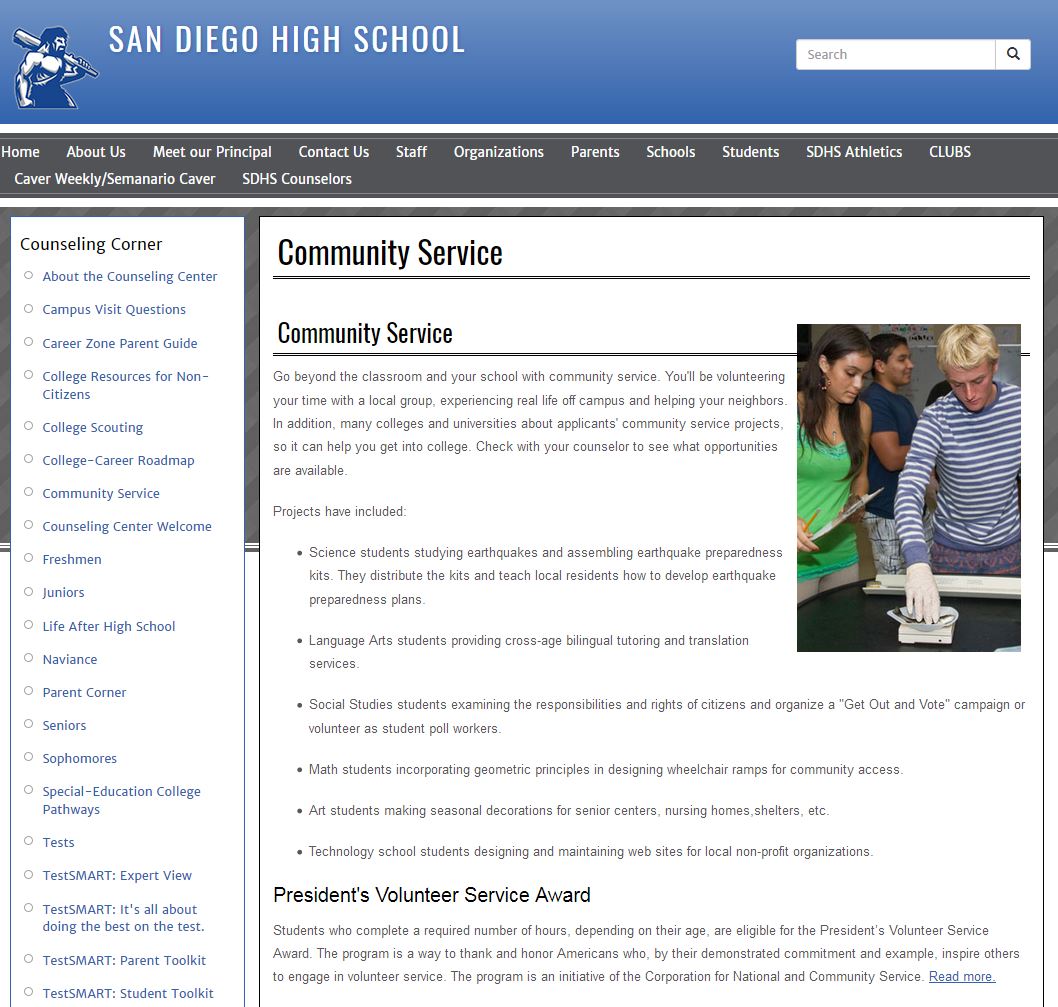 SAN DIEGO HIGH SCHOOL
Search
Home About Us Meet our Principal Contact Us Staff Organizations Parents Schools Students SDHS Athletics CLUBS
Caver Weekly/Semanario Caver SDHS Counselors
Counseling Corner
About the Counseling Center
Campus Visit Questions
Career Zone Parent Guide
College Resources for Non-
Citizens
College Scouting
College-Career Roadmap
Community Service
Counseling Center Welcome
Freshmen
Juniors
Life After High School
Naviance
Parent Corner
Seniors
Sophomores
Special-Education College
Pathways
Tests
TestSMART: Expert View
TestSMART: It's all about
doing the best on the test.
TestSMART: Parent Toolkit
TestSMART: Student Toolkit
Community Service
Community Service
Go beyond the classroom and your school with community service. You'll be volunteering
your time with a local group, experiencing real life off campus and helping your neighbors.
In addition, many colleges and universities about applicants' community service projects,
so it can help you get into college. Check with your counselor to see what opportunities
are available.
Projects have included:
• Science students studying earthquakes and assembling earthquake preparedness
kits. They distribute the kits and teach local residents how to develop earthquake
preparedness plans.
• Language Arts students providing cross-age bilingual tutoring and translation
services.
• Social Studies students examining the responsibilities and rights of citizens and organize a "Get Out and Vote" campaign or
volunteer as student poll workers.
• Math students incorporating geometric principles in designing wheelchair ramps for community access.
• Art students making seasonal decorations for senior centers, nursing homes,shelters, etc.
• Technology school students designing and maintaining web sites for local non-profit organizations.
President's Volunteer Service Award
Students who complete a required number of hours, depending on their age, are eligible for the President's Volunteer Service
Award. The program is a way to thank and honor Americans who, by their demonstrated commitment and example, inspire others
to engage in volunteer service. The program is an initiative of the Corporation for National and Community Service. Read more.